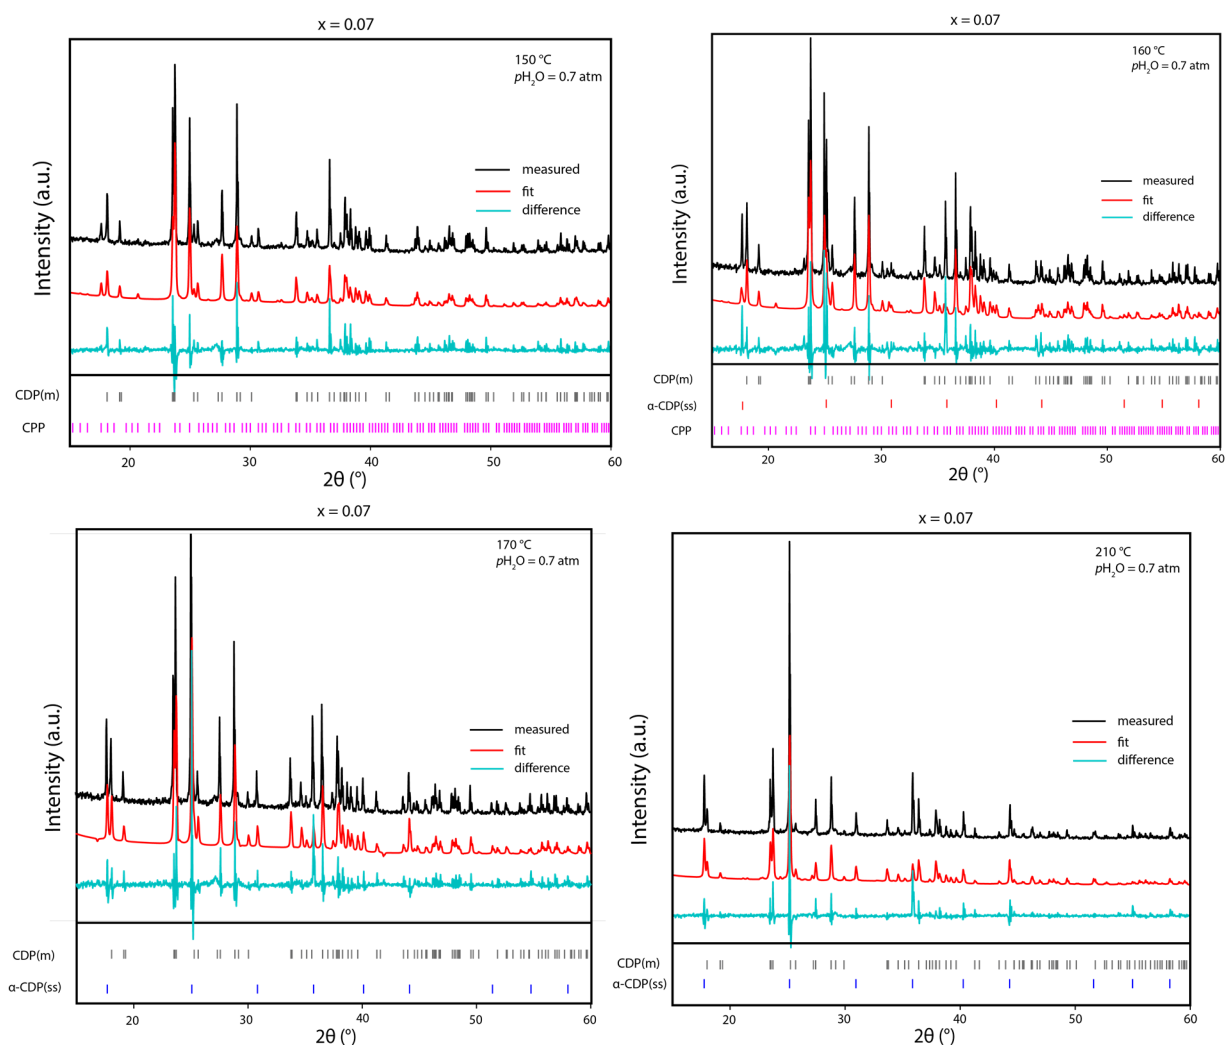 x = 0.07
150 °C
pH₂O = 0.7 atm
measured
fit
difference
Intensity (a.u.)
CDP(m)
CPP
20 30 40 50 60
2θ (°)
x = 0.07
160 °C
pH₂O = 0.7 atm
measured
fit
difference
Intensity (a.u.)
CDP(m)
α-CDP(ss)
CPP
20 30 40 50 60
2θ (°)
x = 0.07
170 °C
pH₂O = 0.7 atm
measured
fit
difference
Intensity (a.u.)
CDP(m)
α-CDP(ss)
20 30 40 50 60
2θ (°)
x = 0.07
210 °C
pH₂O = 0.7 atm
measured
fit
difference
Intensity (a.u.)
CDP(m)
α-CDP(ss)
20 30 40 50 60
2θ (°)